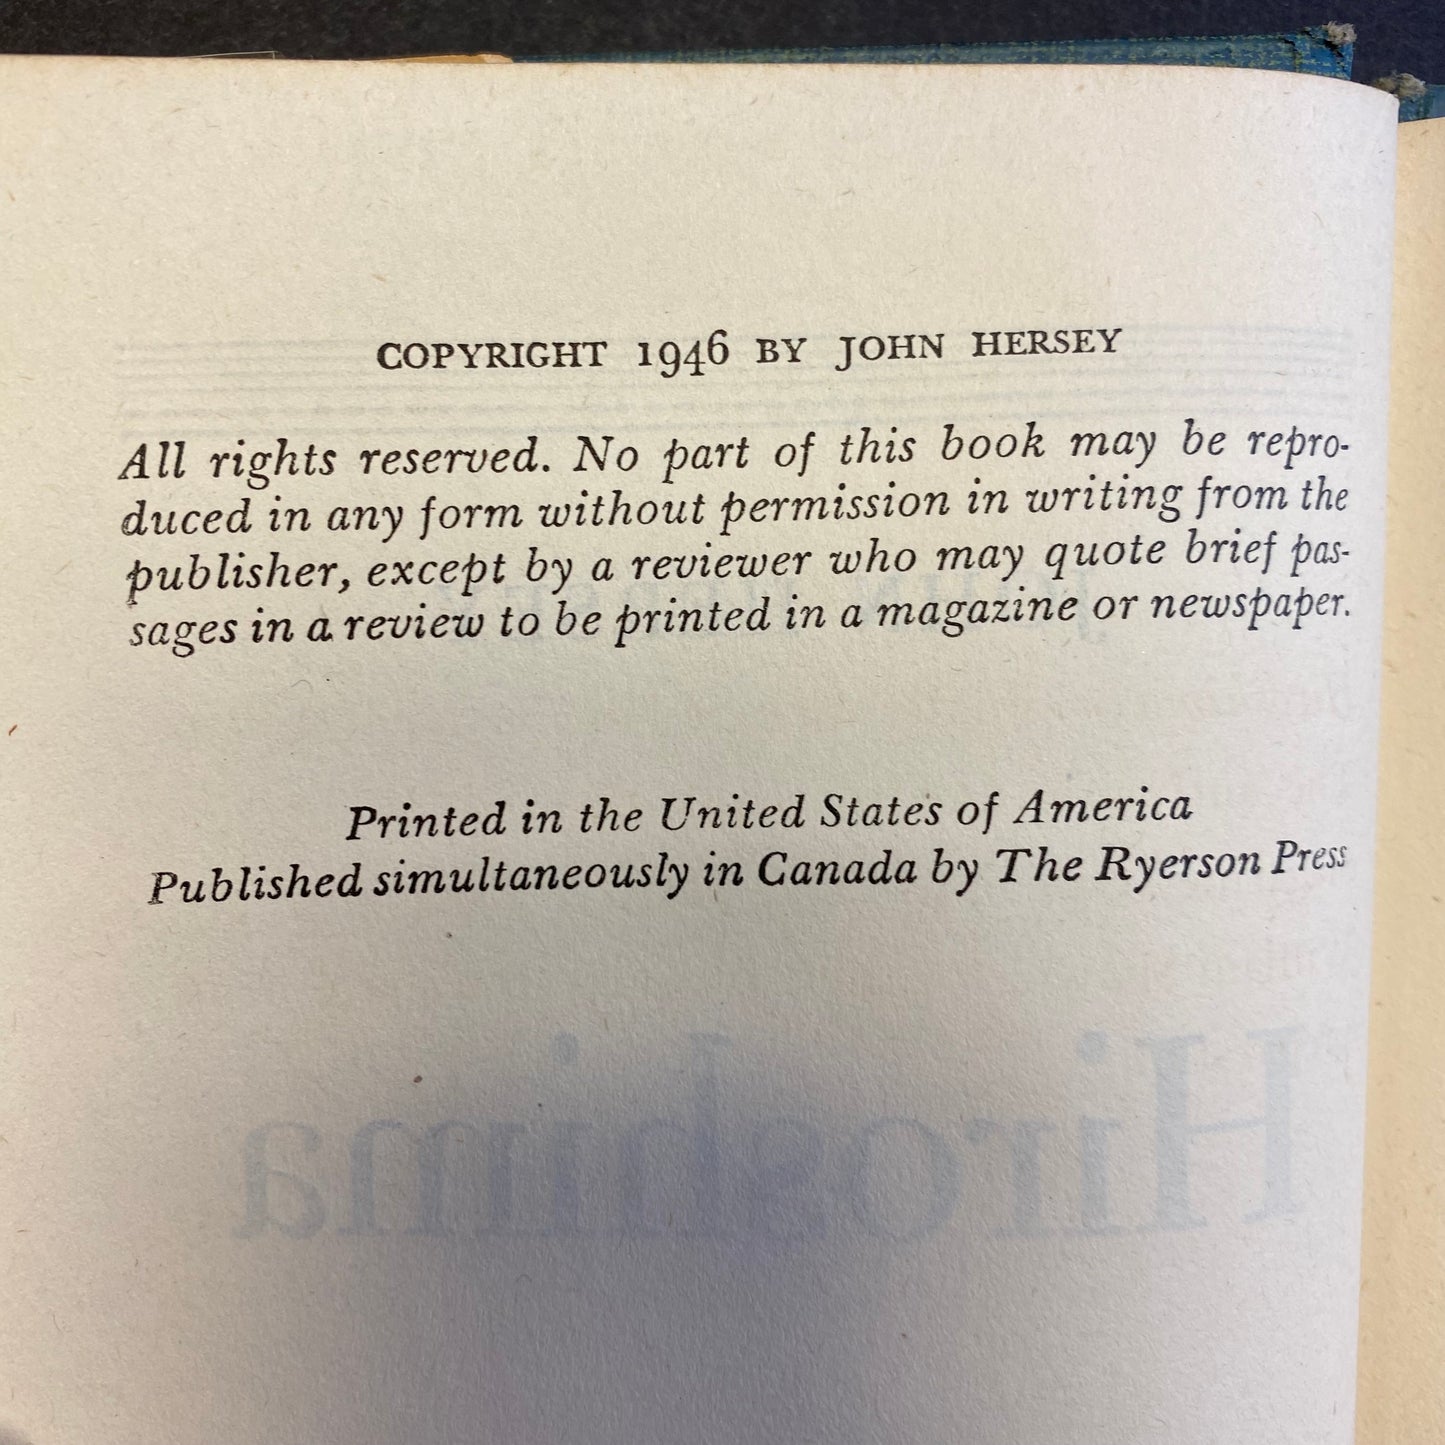 COPYRIGHT 1946 BY JOHN HERSEY
All rights reserved. No part of this book may be repro-
duced in any form without permission in writing from the
publisher, except by a reviewer who may quote brief pas-
sages in a review to be printed in a magazine or newspaper.
Printed in the United States of America
Published simultaneously in Canada by The Ryerson Press
Hiroshima